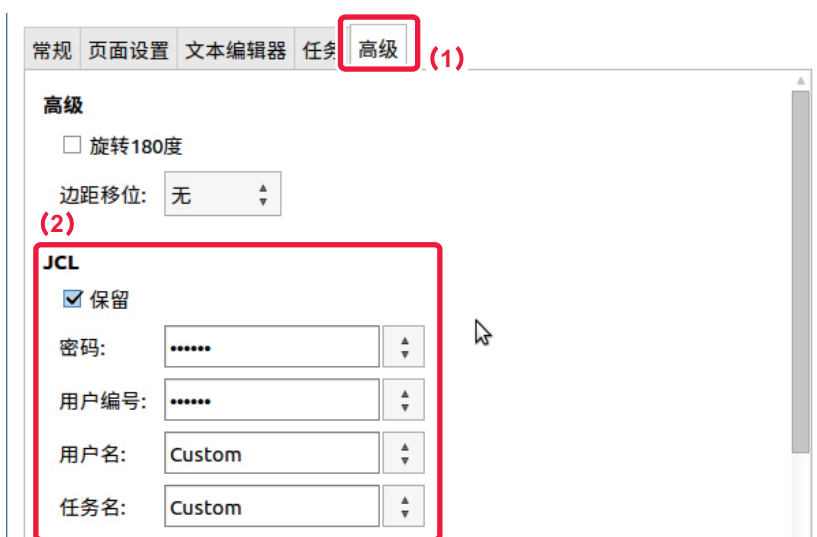 常规 页面设置 文本编辑器 任务 高级 (1)
高级
旋转180度
边距移位: 无
(2)
JCL
保留
密码: ••••••
用户编号: ••••••
用户名: Custom
任务名: Custom